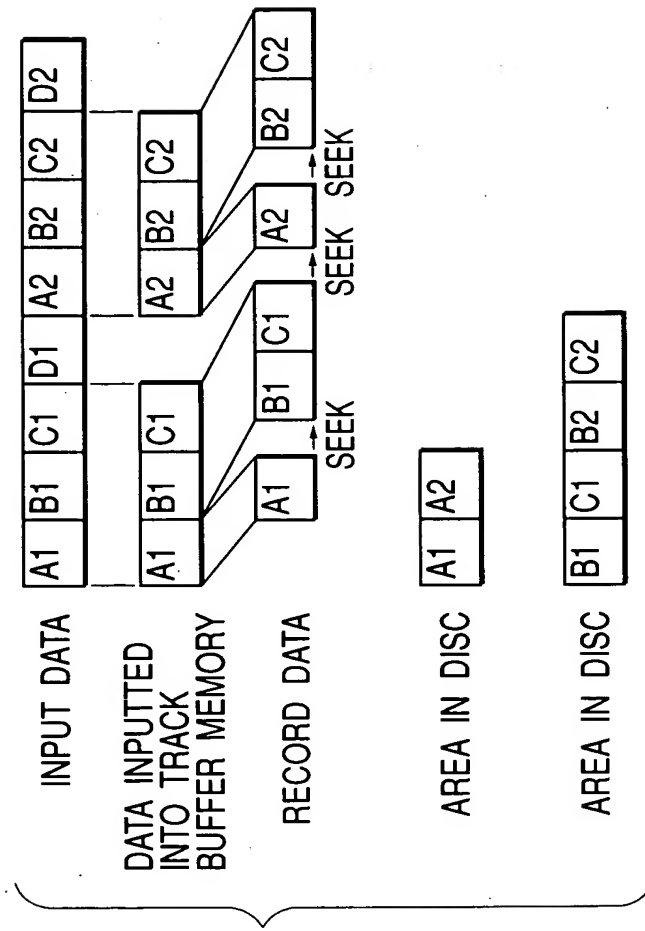 INPUT DATA
A1 B1 C1 D1 A2 B2 C2 D2
DATA INPUTTED
INTO TRACK
BUFFER MEMORY
A1 B1 C1
A2 B2 C2
RECORD DATA
A1
B1 C1
A2
B2 C2
SEEK
SEEK
SEEK
AREA IN DISC
A1 A2
AREA IN DISC
B1 C1 B2 C2